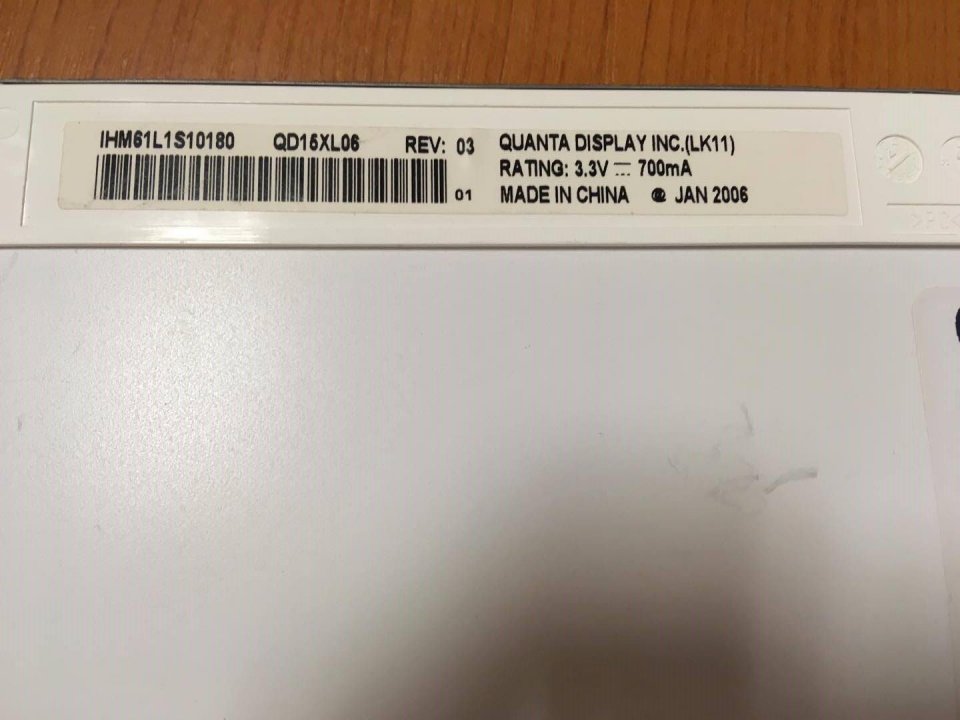 IHM61L1S10180 QD15XL06 REV: 03
01
QUANTA DISPLAY INC.(LK11)
RATING: 3.3V ⎓ 700mA
MADE IN CHINA JAN 2006